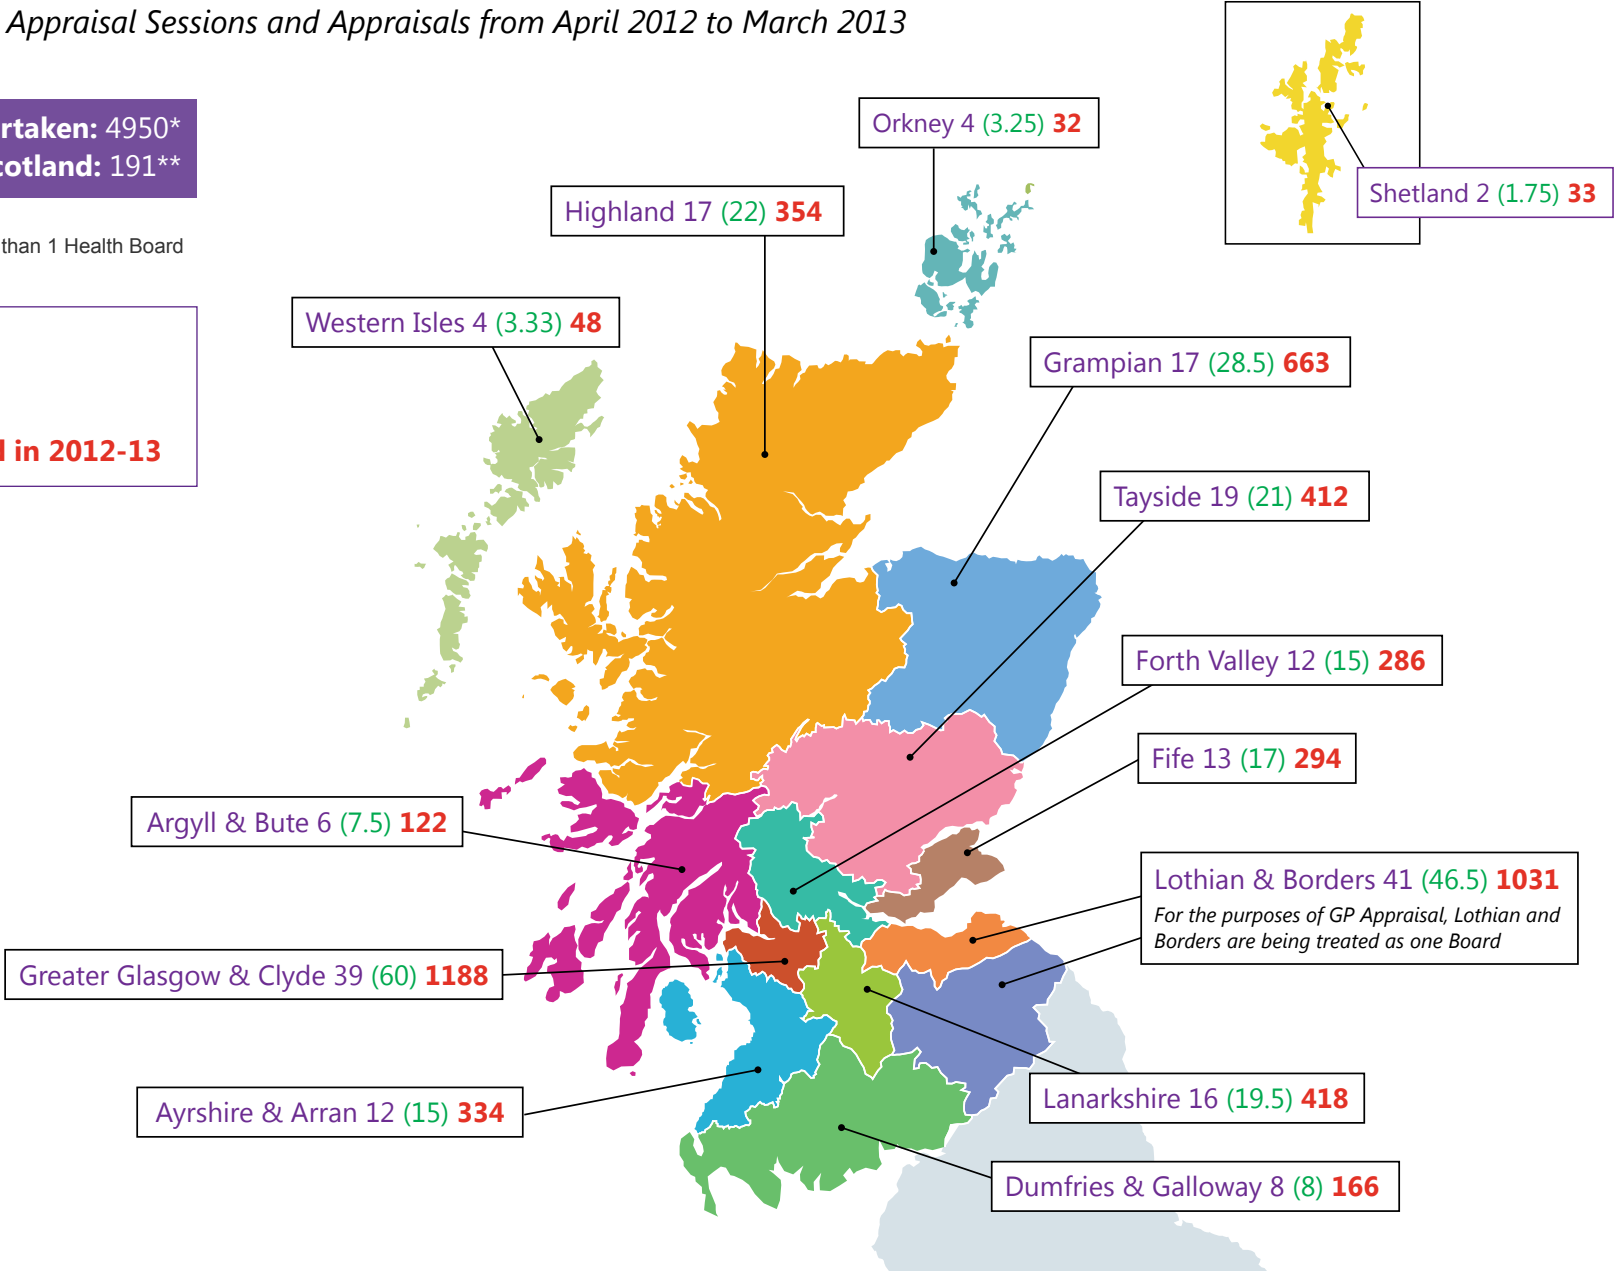 Appraisal Sessions and Appraisals from April 2012 to March 2013
rtaken: 4950*
cotland: 191**
than 1 Health Board
in 2012-13
Orkney 4 (3.25) 32
Shetland 2 (1.75) 33
Highland 17 (22) 354
Western Isles 4 (3.33) 48
Grampian 17 (28.5) 663
Tayside 19 (21) 412
Forth Valley 12 (15) 286
Fife 13 (17) 294
Argyll & Bute 6 (7.5) 122
Lothian & Borders 41 (46.5) 1031
For the purposes of GP Appraisal, Lothian and
Borders are being treated as one Board
Greater Glasgow & Clyde 39 (60) 1188
Lanarkshire 16 (19.5) 418
Ayrshire & Arran 12 (15) 334
Dumfries & Galloway 8 (8) 166